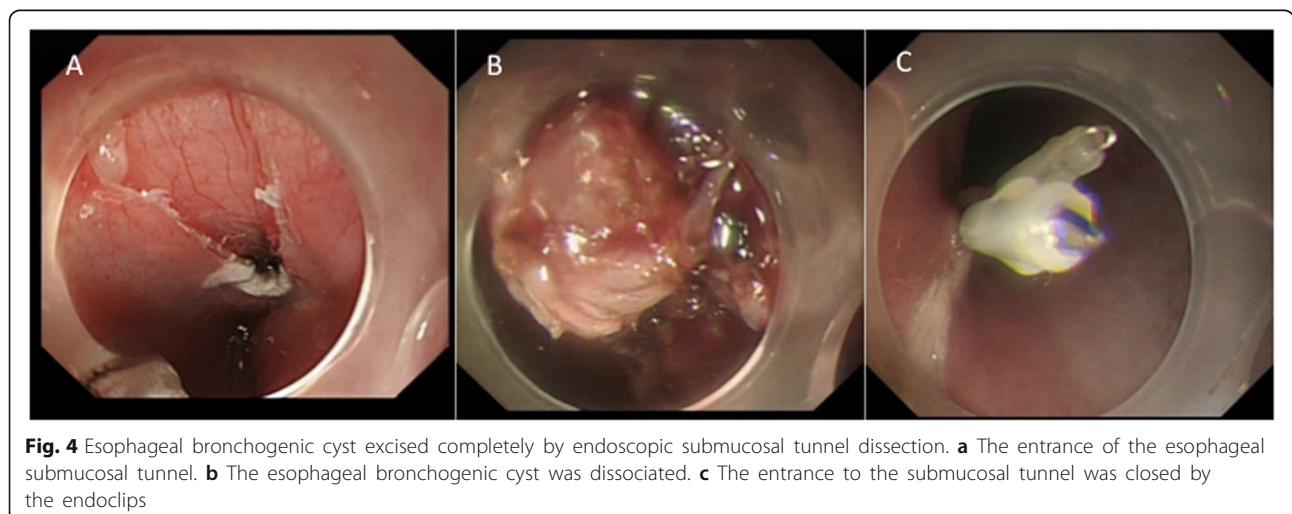 A
B
C
Fig. 4 Esophageal bronchogenic cyst excised completely by endoscopic submucosal tunnel dissection. a The entrance of the esophageal
submucosal tunnel. b The esophageal bronchogenic cyst was dissociated. c The entrance to the submucosal tunnel was closed by
the endoclips